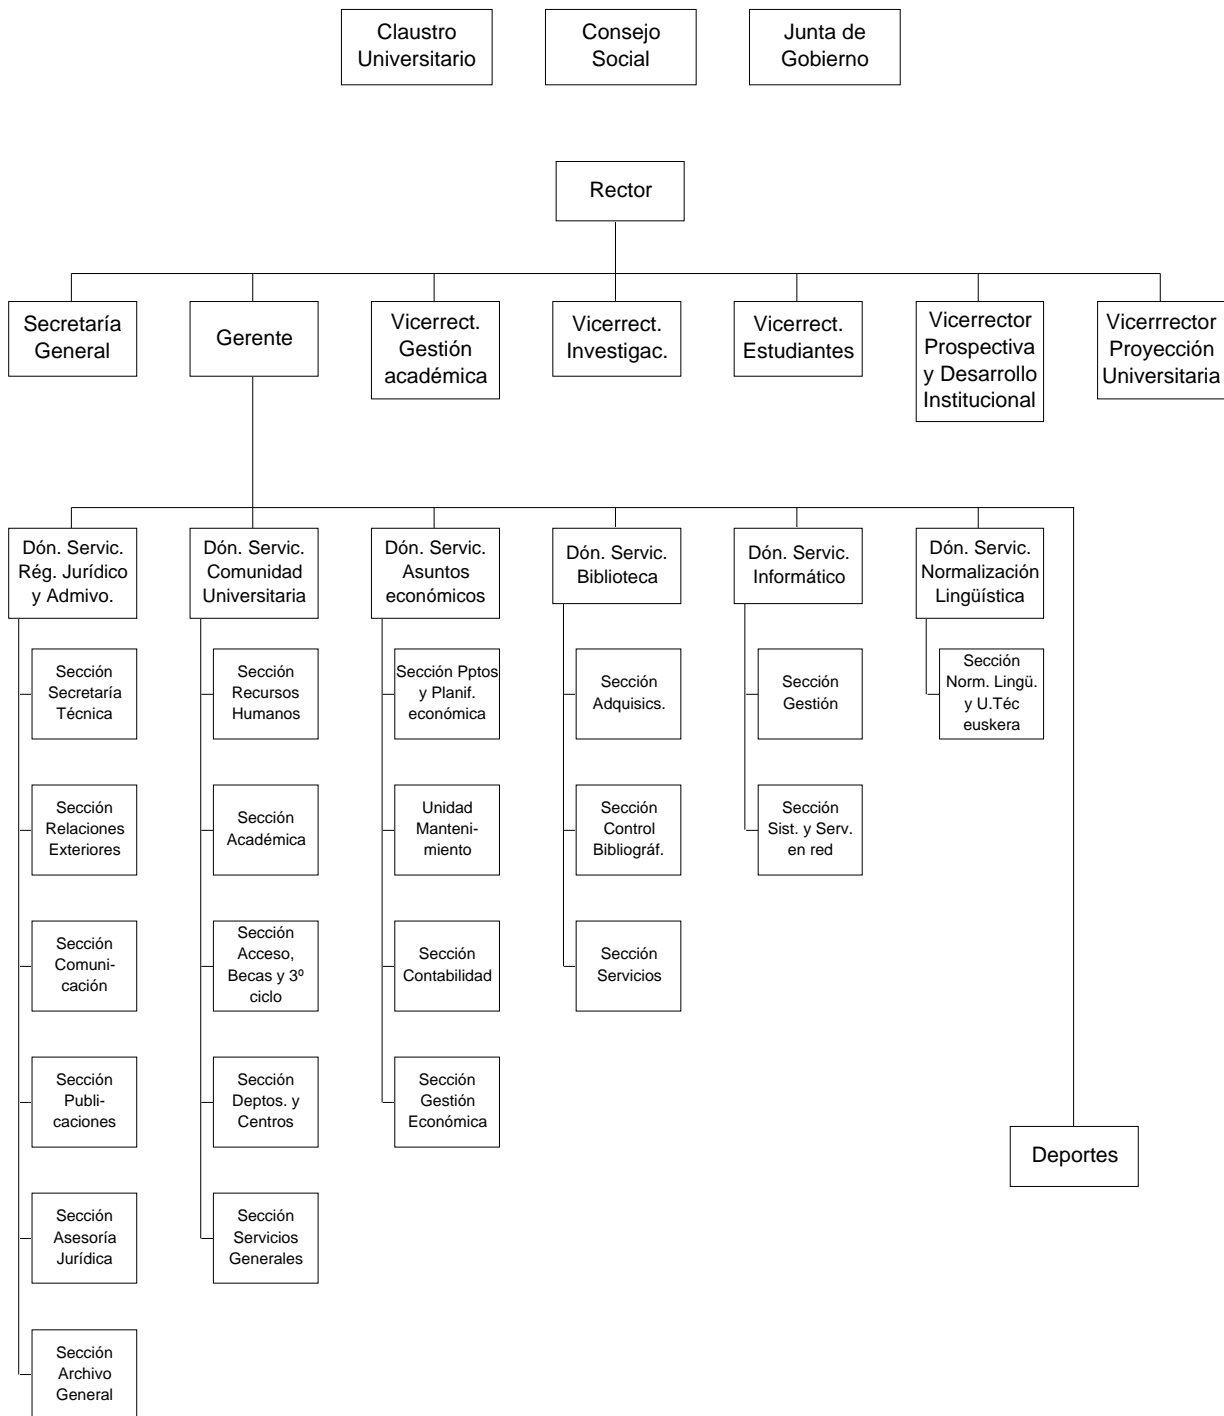 Claustro
Universitario
Consejo
Social
Junta de
Gobierno
Rector
Secretaría
General
Gerente
Vicerrect.
Gestión
académica
Vicerrect.
Investigac.
Vicerrect.
Estudiantes
Vicerrector
Prospectiva
y Desarrollo
Institucional
Vicerrrector
Proyección
Universitaria
Dón. Servic.
Rég. Jurídico
y Admivo.
Dón. Servic.
Comunidad
Universitaria
Dón. Servic.
Asuntos
económicos
Dón. Servic.
Biblioteca
Dón. Servic.
Informático
Dón. Servic.
Normalización
Lingüística
Sección
Secretaría
Técnica
Sección
Recursos
Humanos
Sección Pptos
y Planif.
económica
Sección
Adquisics.
Sección
Gestión
Sección
Norm. Lingü.
y U.Téc
euskera
Sección
Relaciones
Exteriores
Sección
Académica
Unidad
Manteni-
miento
Sección
Control
Bibliográf.
Sección
Sist. y Serv.
en red
Sección
Comuni-
cación
Sección
Acceso,
Becas y 3º
ciclo
Sección
Contabilidad
Sección
Servicios
Sección
Publi-
caciones
Sección
Deptos. y
Centros
Sección
Gestión
Económica
Deportes
Sección
Asesoría
Jurídica
Sección
Servicios
Generales
Sección
Archivo
General